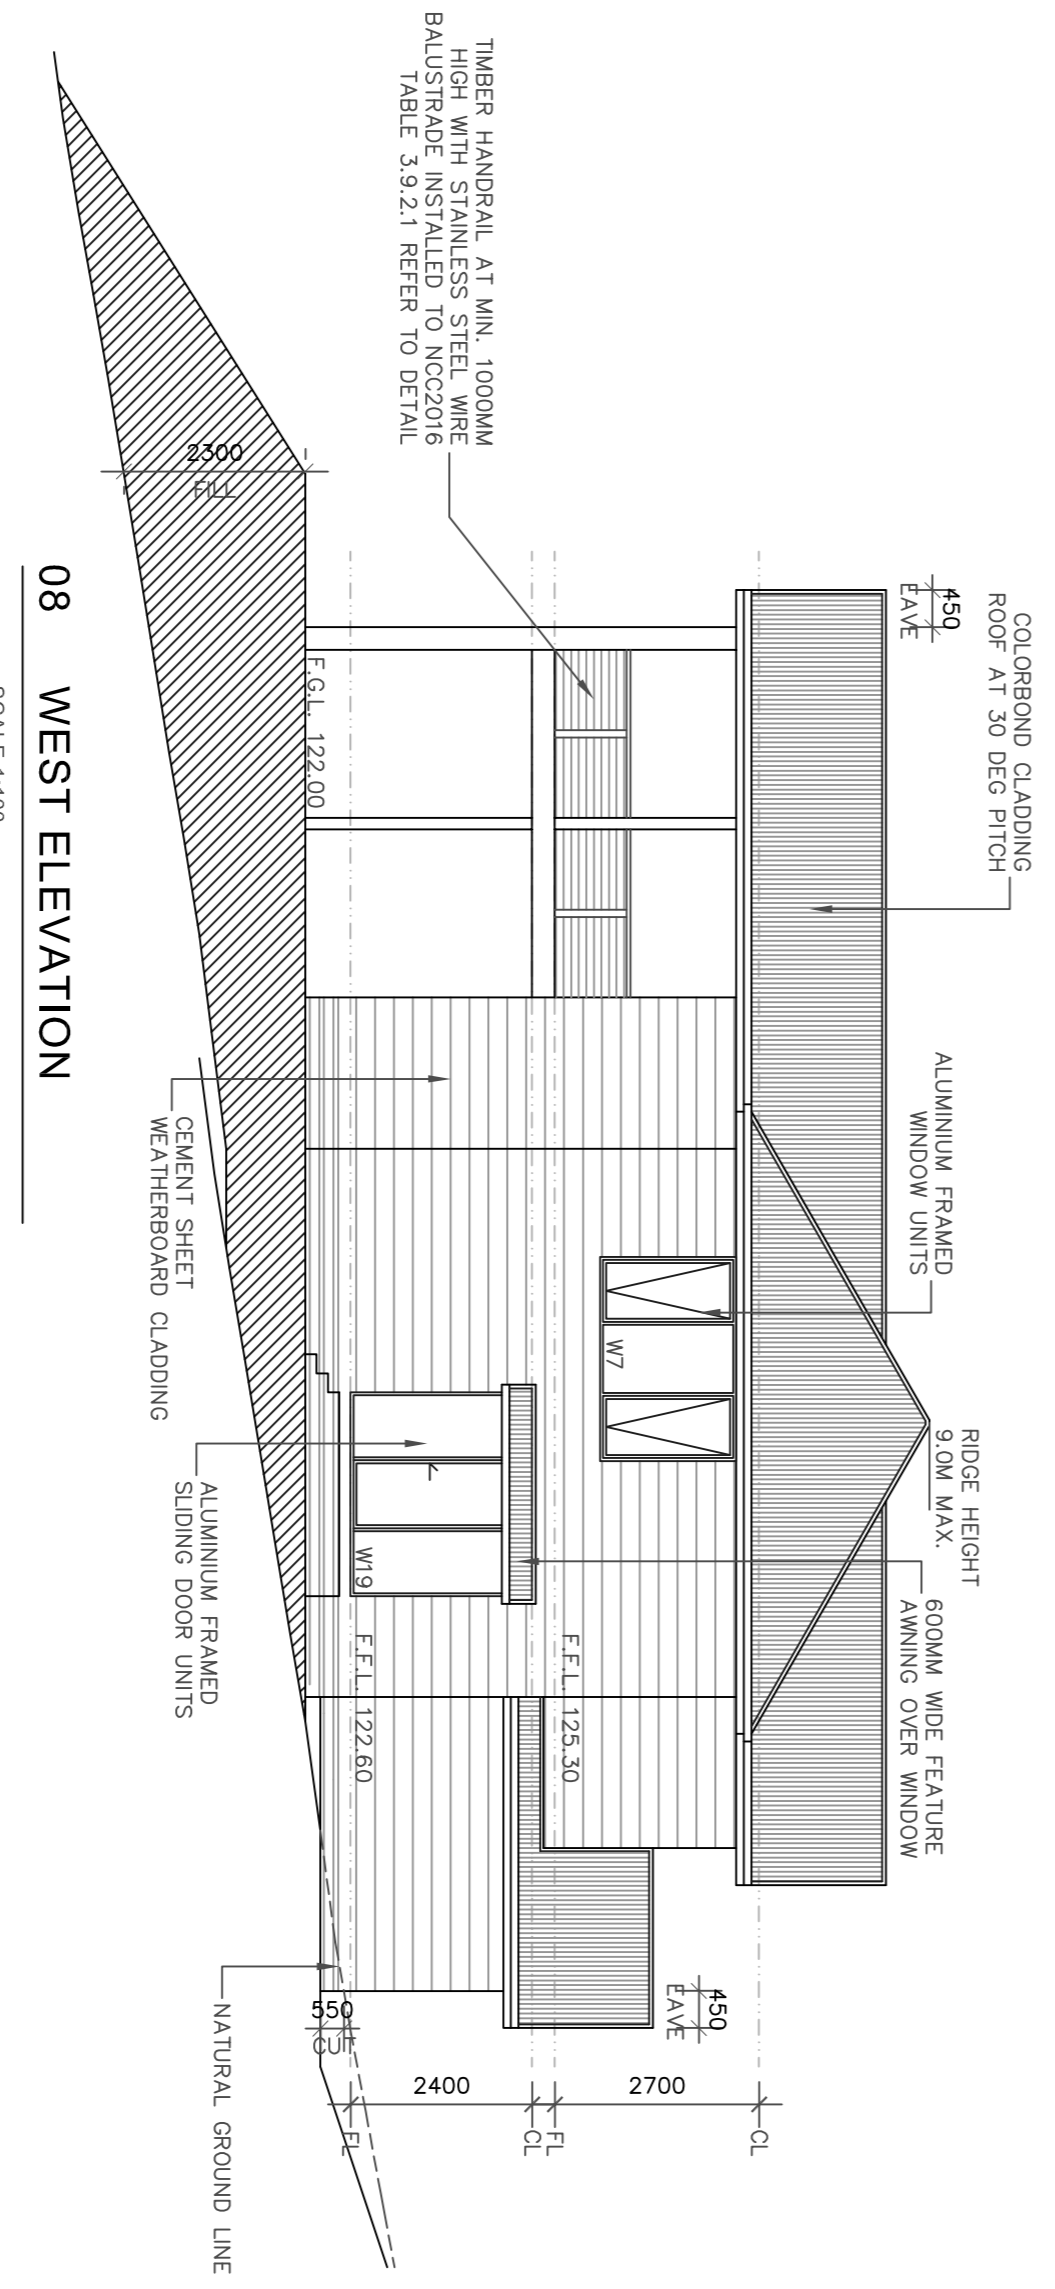 COLORBOND CLADDING
ROOF AT 30 DEG PITCH
450
EAVE
ALUMINIUM FRAMED
WINDOW UNITS
RIDGE HEIGHT
9.0M MAX.
600MM WIDE FEATURE
AWNING OVER WINDOW
450
EAVE
TIMBER HANDRAIL AT MIN. 1000MM
HIGH WITH STAINLESS STEEL WIRE
BALUSTRADE INSTALLED TO NCC2016
TABLE 3.9.2.1 REFER TO DETAIL
W7
W19
F.F.L. 125.30
F.F.L. 122.60
F.G.L. 122.00
CL
2700
FL
CL
2400
FL
550
CUT
2300
FILL
CEMENT SHEET
WEATHERBOARD CLADDING
ALUMINIUM FRAMED
SLIDING DOOR UNITS
NATURAL GROUND LINE
08 WEST ELEVATION